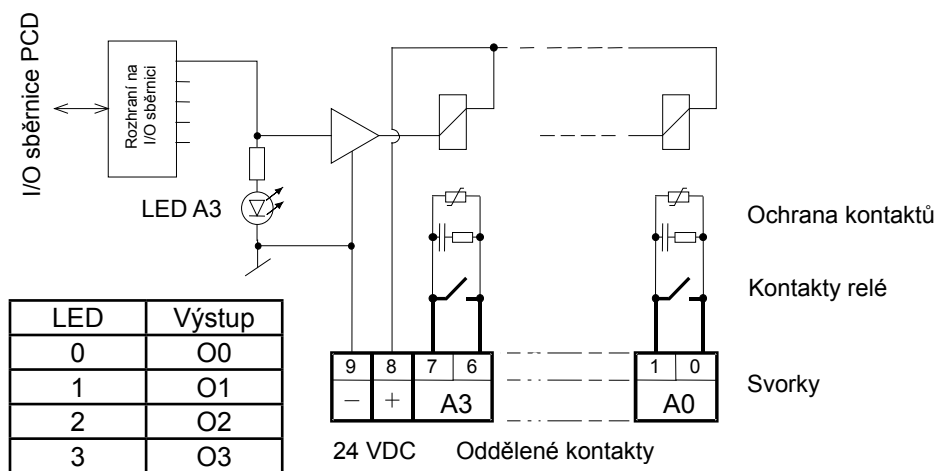 I/O sběrnice PCD
Rozhraní na
I/O sběrnici
LED A3
Ochrana kontaktů
Kontakty relé
LED Výstup
0 O0
1 O1
2 O2
3 O3
9 8 7 6 1 0
– + A3 A0
Svorky
24 VDC Oddělené kontakty